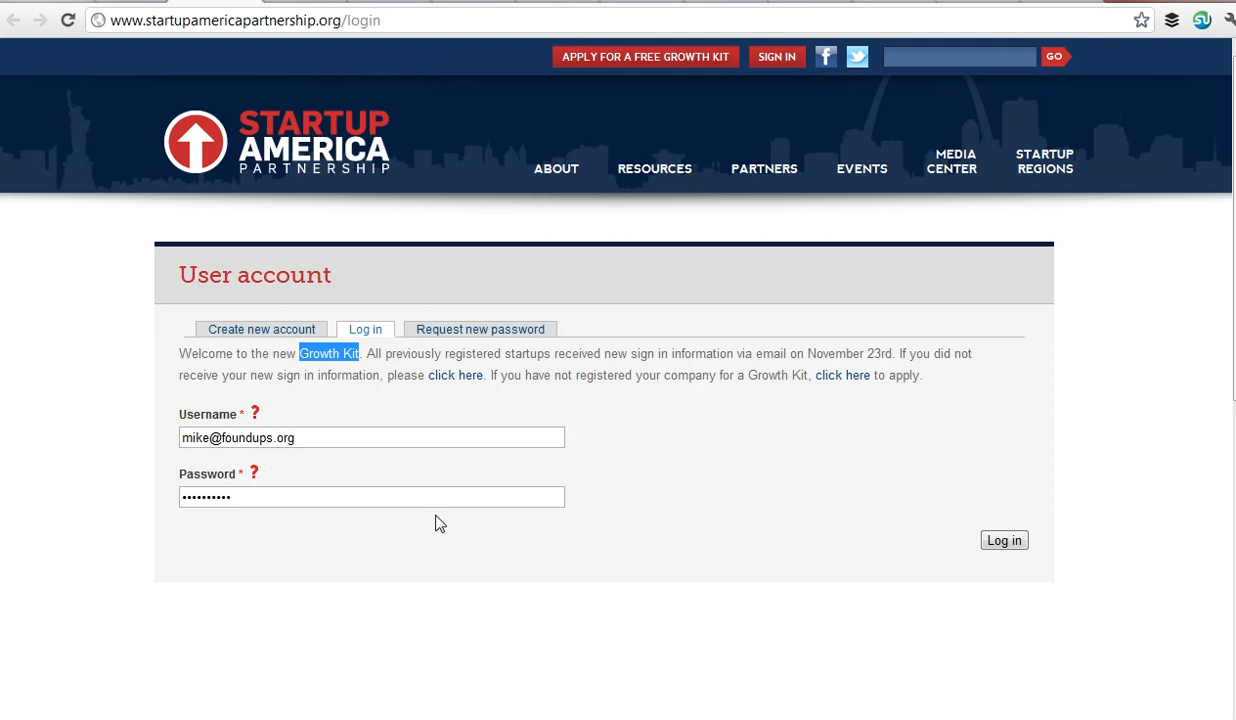 www.startupamericapartnership.org/login
APPLY FOR A FREE GROWTH KIT
SIGN IN
GO
STARTUP
AMERICA
PARTNERSHIP
ABOUT
RESOURCES
PARTNERS
EVENTS
MEDIA
CENTER
STARTUP
REGIONS
User account
Create new account
Log in
Request new password
Welcome to the new Growth Kit. All previously registered startups received new sign in information via email on November 23rd. If you did not
receive your new sign in information, please click here. If you have not registered your company for a Growth Kit, click here to apply.
Username * ?
mike@foundups.org
Password * ?
••••••••••
Log in